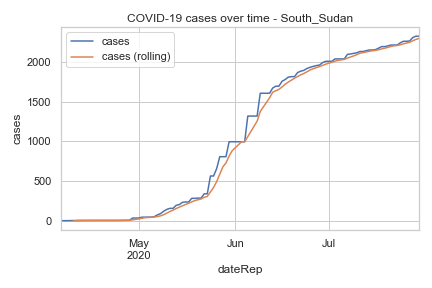 COVID-19 cases over time - South_Sudan
cases
cases (rolling)
cases
2000
1500
1000
500
0
May
2020
Jun
Jul
dateRep